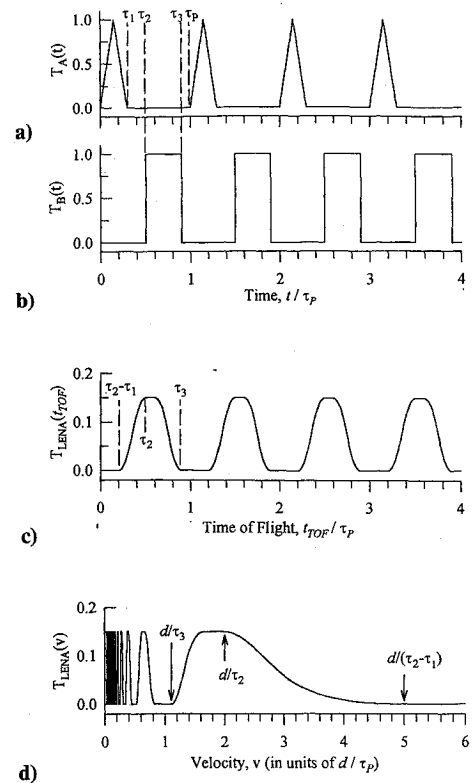 τ₁ τ₂ τ₃ τₚ
1.0
0.5
0.0
T_A(t)
a)
1.0
0.5
0.0
T_B(t)
0 1 2 3 4
Time, t / τ_P
b)
0.2
0.1
0.0
T_LENA(t_TOF)
τ₂-τ₁
τ₂
τ₃
0 1 2 3 4
Time of Flight, t_TOF / τ_P
c)
0.2
0.1
0.0
T_LENA(v)
d/τ₃
d/τ₂
d/(τ₂-τ₁)
0 1 2 3 4 5 6
Velocity, v (in units of d / τ_P)
d)